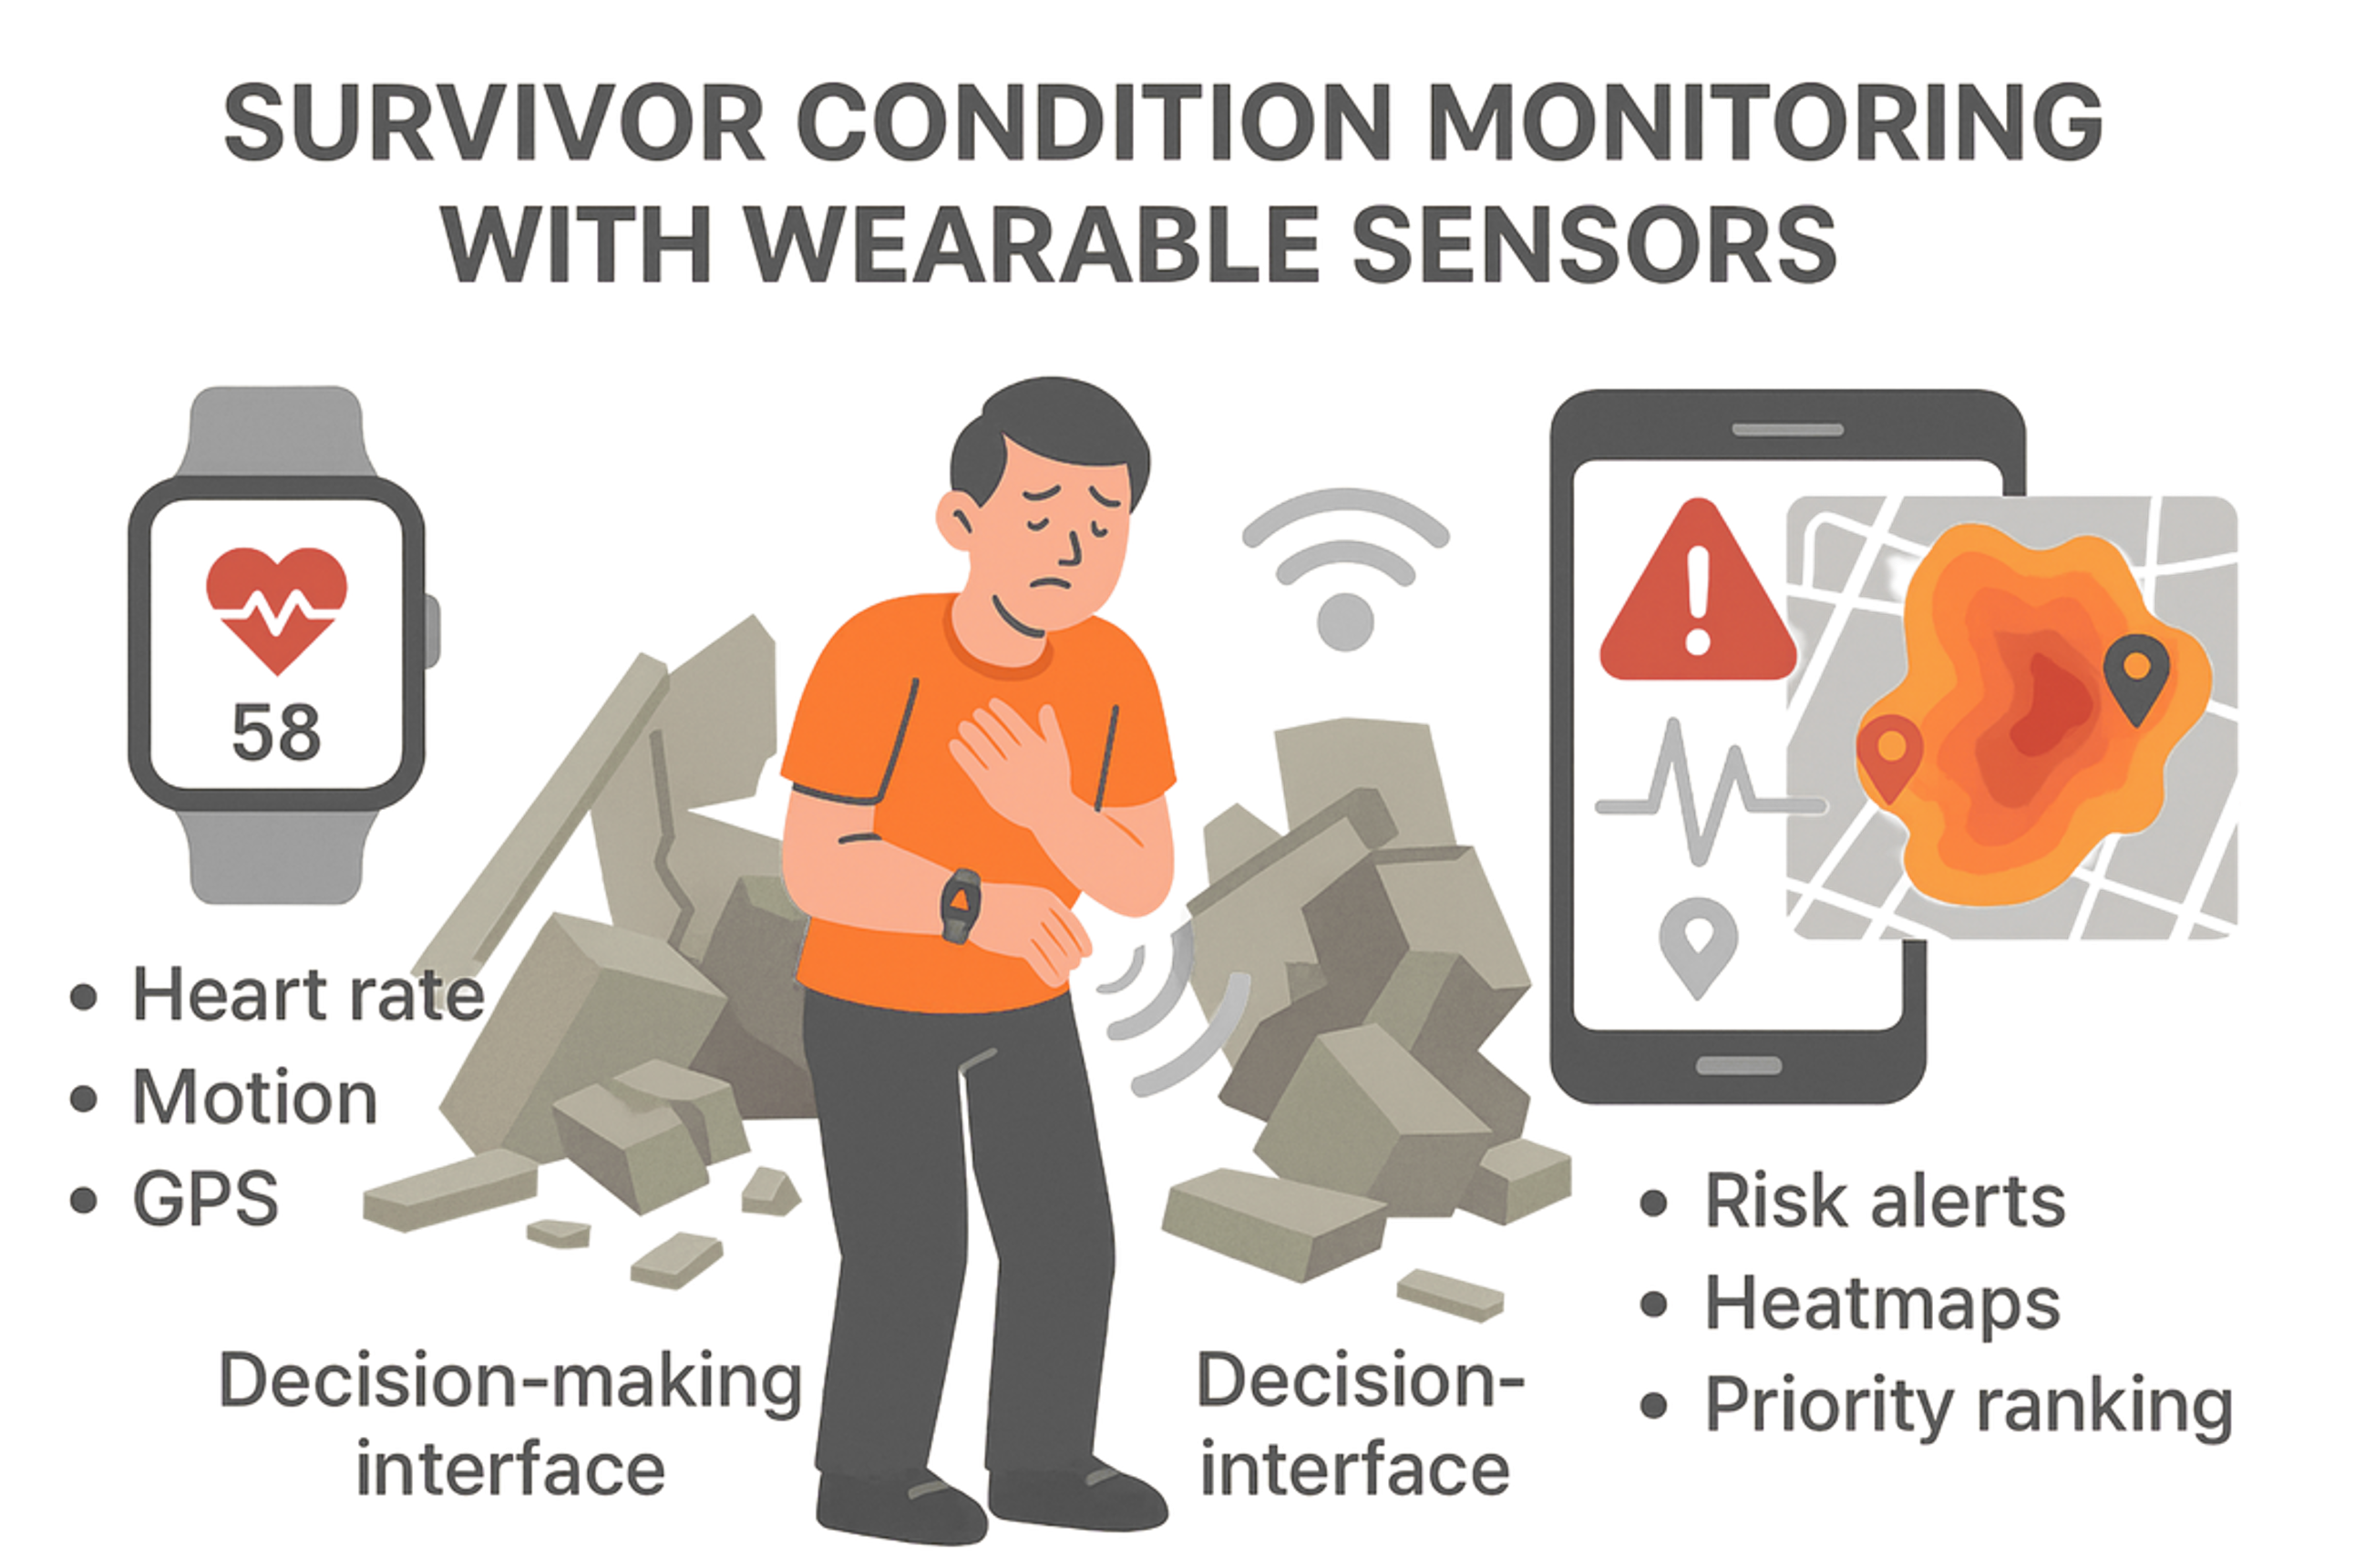 SURVIVOR CONDITION MONITORING
WITH WEARABLE SENSORS
58
• Heart rate
• Motion
• GPS
Decision-making
interface
Decision-
interface
• Risk alerts
• Heatmaps
• Priority ranking